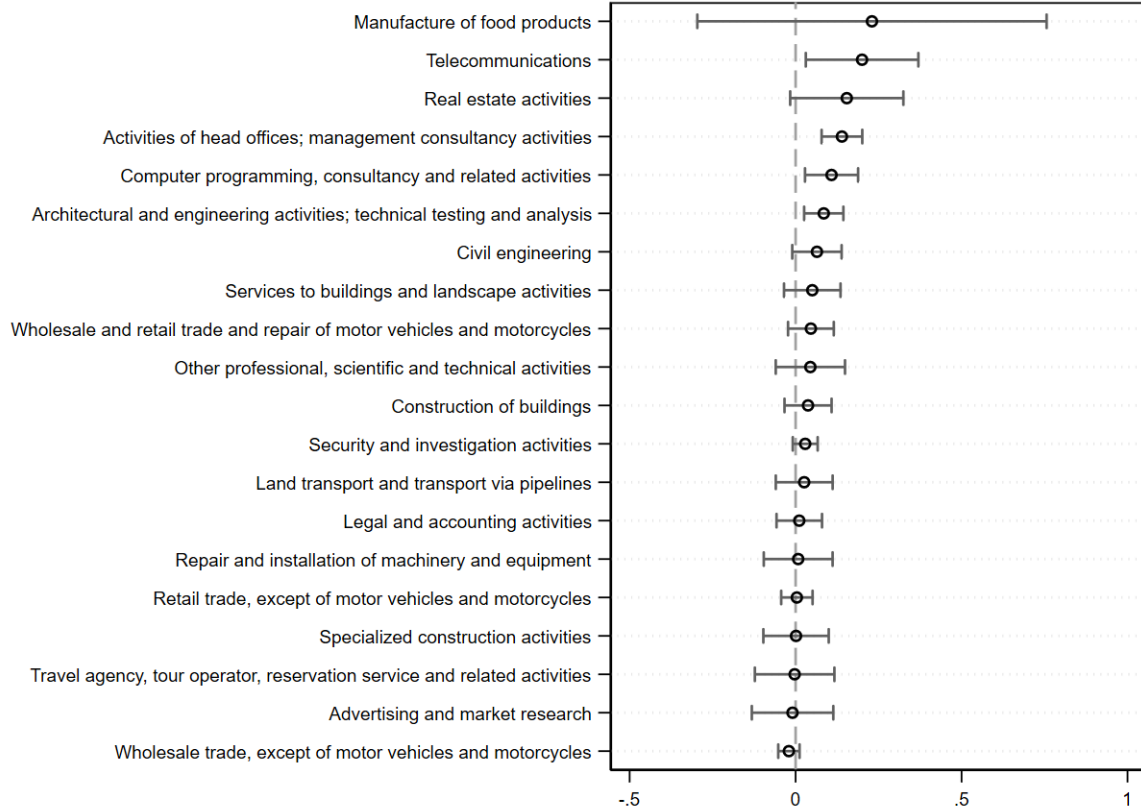 Manufacture of food products
Telecommunications
Real estate activities
Activities of head offices; management consultancy activities
Computer programming, consultancy and related activities
Architectural and engineering activities; technical testing and analysis
Civil engineering
Services to buildings and landscape activities
Wholesale and retail trade and repair of motor vehicles and motorcycles
Other professional, scientific and technical activities
Construction of buildings
Security and investigation activities
Land transport and transport via pipelines
Legal and accounting activities
Repair and installation of machinery and equipment
Retail trade, except of motor vehicles and motorcycles
Specialized construction activities
Travel agency, tour operator, reservation service and related activities
Advertising and market research
Wholesale trade, except of motor vehicles and motorcycles
-.5 0 .5 1